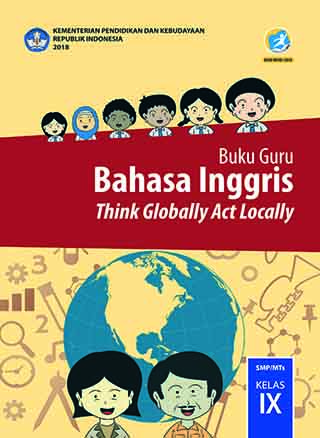 KEMENTERIAN PENDIDIKAN DAN KEBUDAYAAN
REPUBLIK INDONESIA
2018
Buku Guru
Bahasa Inggris
Think Globally Act Locally
SMP/MTs
KELAS
IX